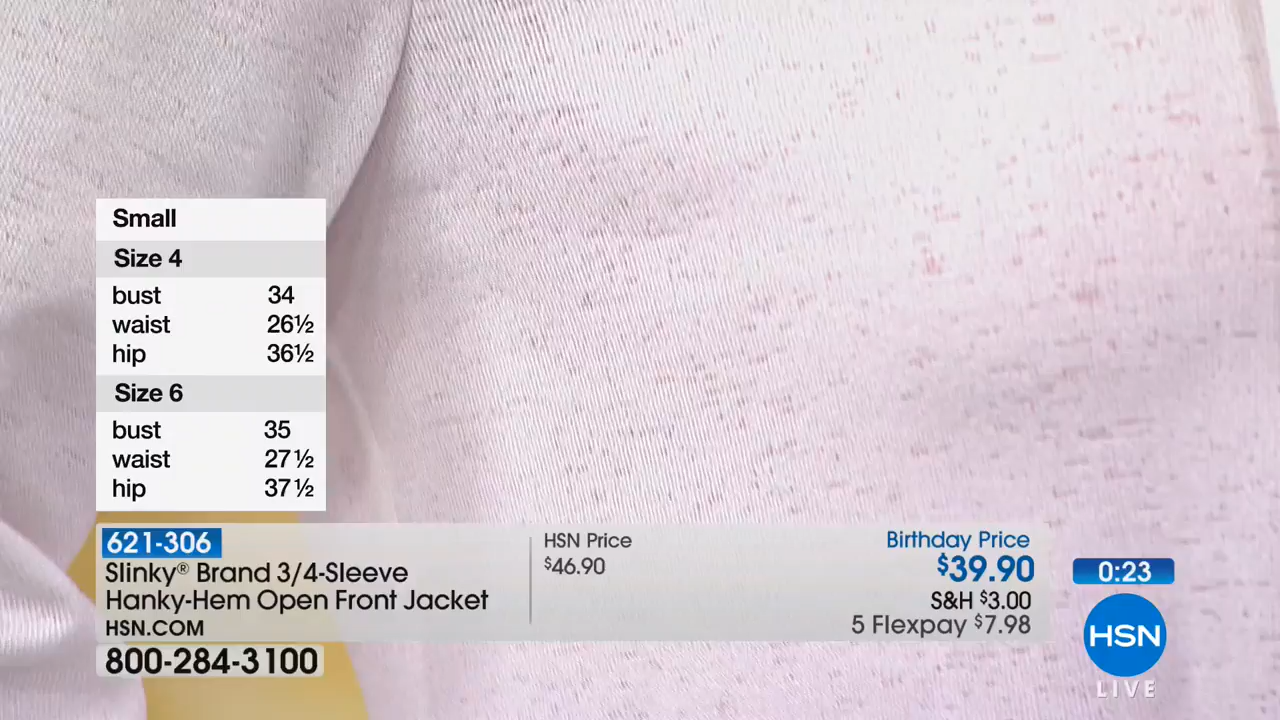 Small
Size 4
bust 34
waist 26½
hip 36½
Size 6
bust 35
waist 27½
hip 37½
621-306
Slinky® Brand 3/4-Sleeve
Hanky-Hem Open Front Jacket
HSN.COM
800-284-3100
HSN Price
$46.90
Birthday Price
$39.90
S&H $3.00
5 Flexpay $7.98
0:23
HSN
LIVE